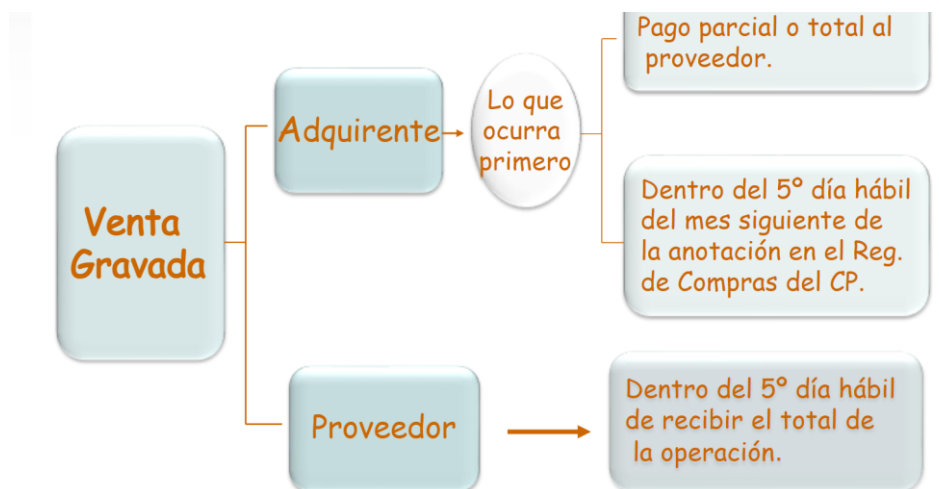 Pago parcial o total al
proveedor.
Adquirente
Lo que
ocurra
primero
Venta
Gravada
Dentro del 5º día hábil
del mes siguiente de
la anotación en el Reg.
de Compras del CP.
Proveedor
Dentro del 5º día hábil
de recibir el total de
la operación.